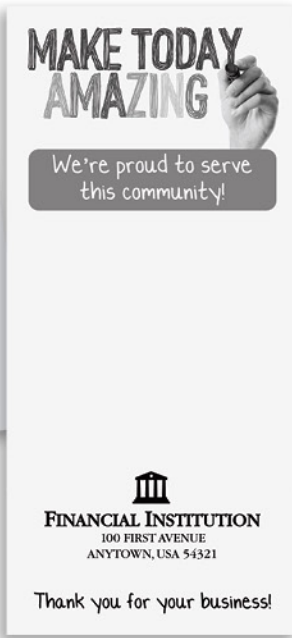 MAKE TODAY
AMAZING
We're proud to serve
this community!
FINANCIAL INSTITUTION
100 FIRST AVENUE
ANYTOWN, USA 54321
Thank you for your business!